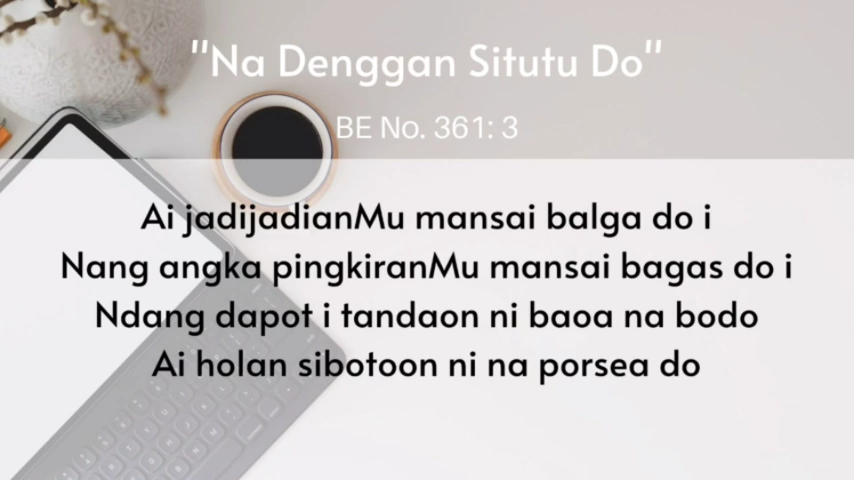 "Na Denggan Situtu Do"
BE No. 361: 3
Ai jadijadianMu mansai balga do i
Nang angka pingkiranMu mansai bagas do i
Ndang dapot i tandaon ni baoa na bodo
Ai holan sibotoon ni na porsea do